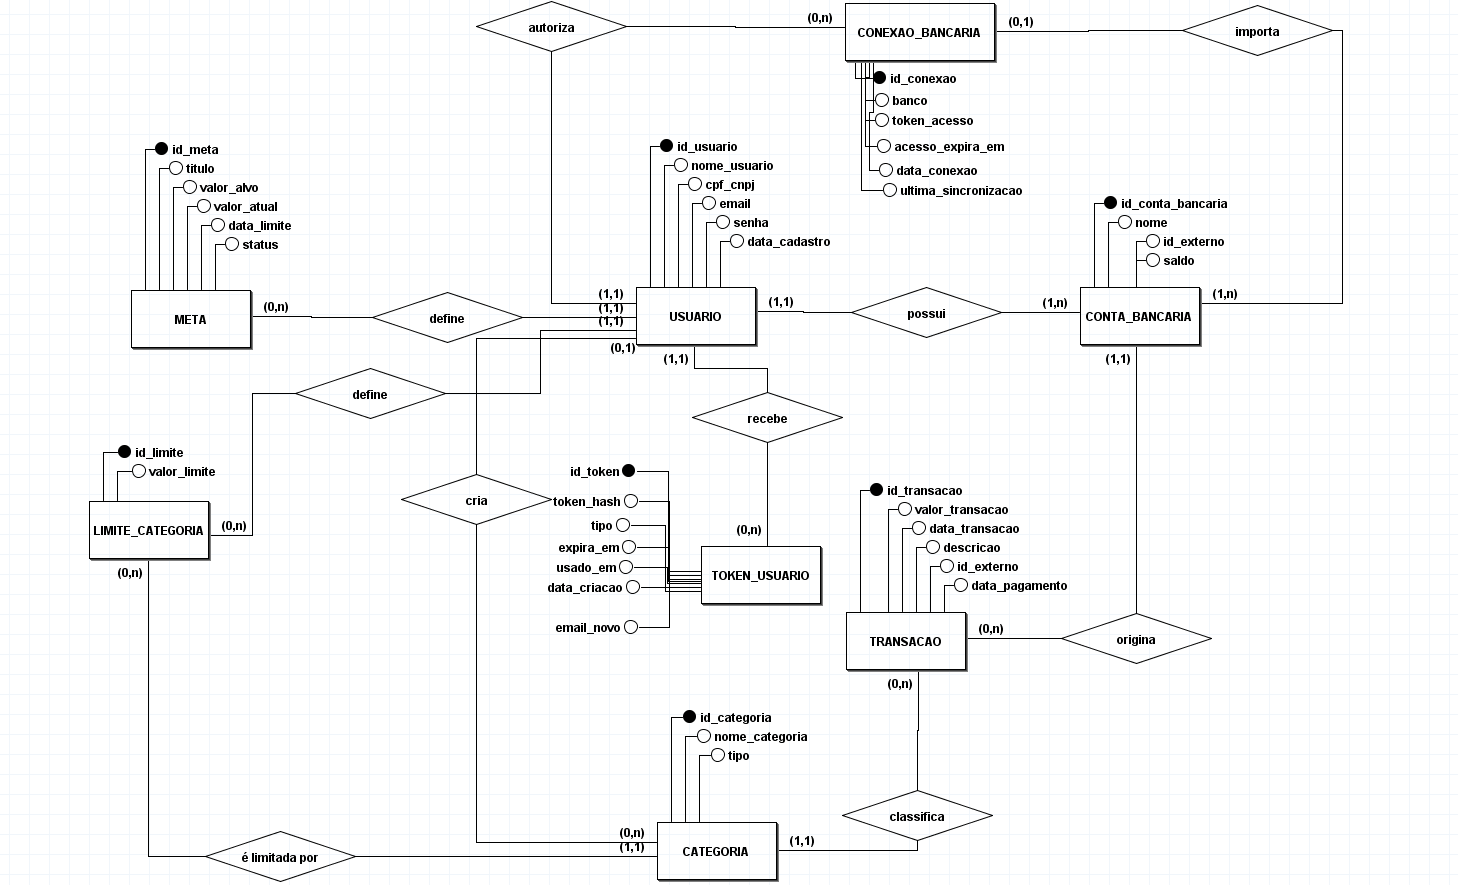 autoriza
(0,n)
CONEXAO_BANCARIA
(0,1)
importa
id_conexao
banco
token_acesso
acesso_expira_em
data_conexao
ultima_sincronizacao
id_meta
titulo
valor_alvo
valor_atual
data_limite
status
id_usuario
nome_usuario
cpf_cnpj
email
senha
data_cadastro
id_conta_bancaria
nome
id_externo
saldo
META
(0,n)
define
(1,1)
(1,1)
(1,1)
(0,1)
USUARIO
(1,1)
(1,1)
possui
(1,n)
CONTA_BANCARIA
(1,n)
(1,1)
define
recebe
id_limite
valor_limite
LIMITE_CATEGORIA
(0,n)
(0,n)
cria
id_token
token_hash
tipo
expira_em
usado_em
data_criacao
email_novo
(0,n)
TOKEN_USUARIO
id_transacao
valor_transacao
data_transacao
descricao
id_externo
data_pagamento
TRANSACAO
(0,n)
origina
(0,n)
id_categoria
nome_categoria
tipo
classifica
(0,n)
(1,1)
CATEGORIA
(1,1)
é limitada por